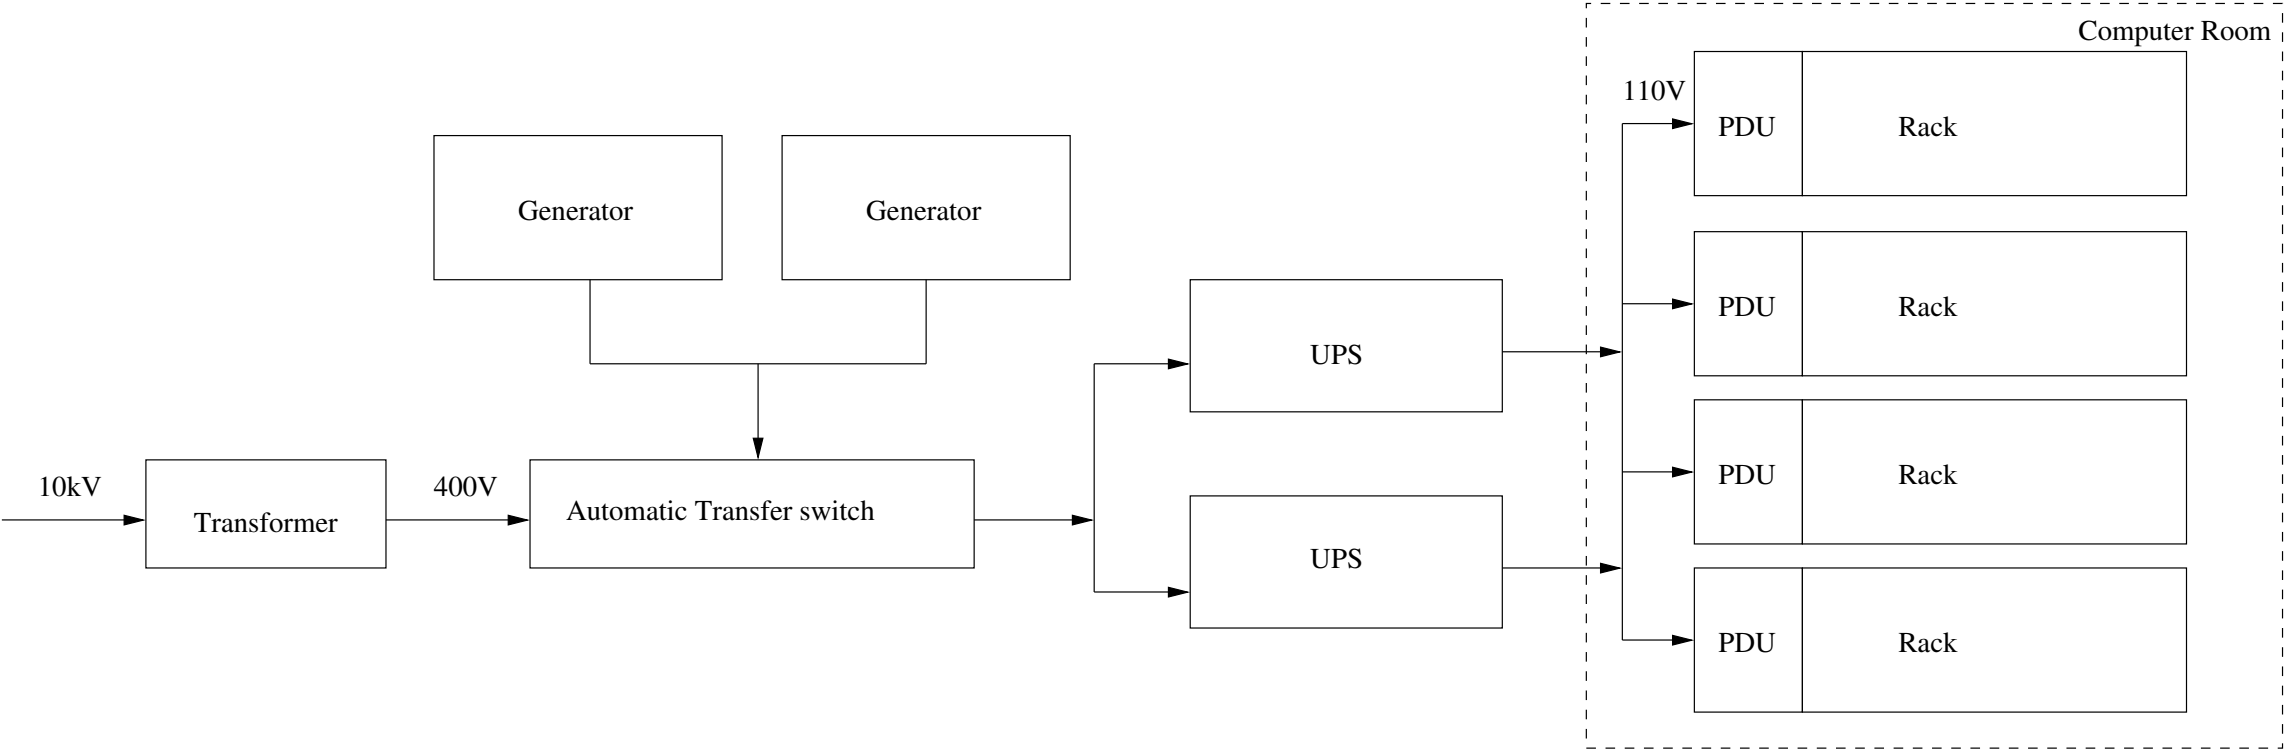 Computer Room
110V
PDU
Rack
Generator
Generator
PDU
Rack
UPS
10kV
Transformer
400V
Automatic Transfer switch
PDU
Rack
UPS
PDU
Rack